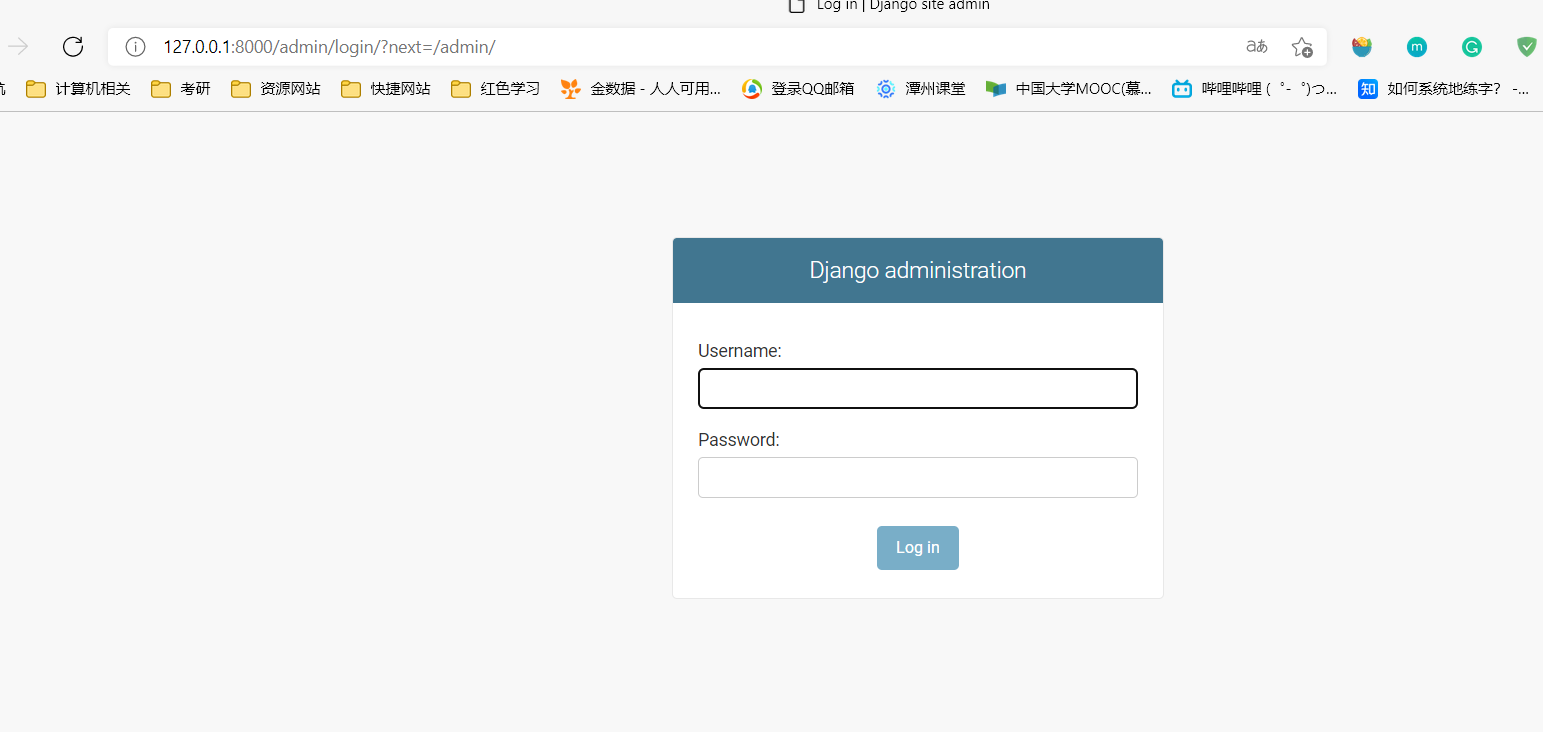 Log in | Django site admin
127.0.0.1:8000/admin/login/?next=/admin/
aあ
计算机相关 考研 资源网站 快捷网站 红色学习 金数据 - 人人可用... 登录QQ邮箱 潭州课堂 中国大学MOOC(慕... 哔哩哔哩 (゜-゜)つ... 如何系统地练字？ -...
Django administration
Username:
Password:
Log in